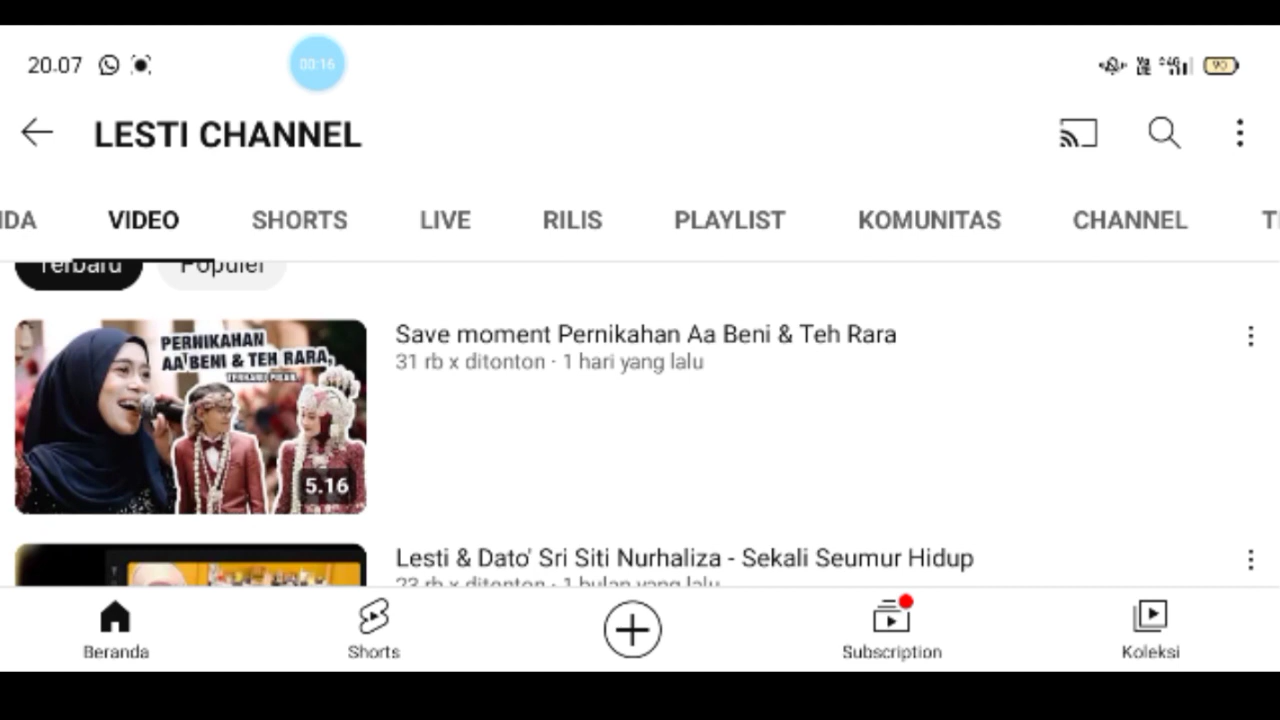 20.07
00:16
90
LESTI CHANNEL
VIDEO SHORTS LIVE RILIS PLAYLIST KOMUNITAS CHANNEL
Terbaru Populer
PERNIKAHAN
AA BENI & TEH RARA,
5.16
Save moment Pernikahan Aa Beni & Teh Rara
31 rb x ditonton · 1 hari yang lalu
Lesti & Dato' Sri Siti Nurhaliza - Sekali Seumur Hidup
23 rb x ditonton · 1 bulan yang lalu
Beranda Shorts Subscription Koleksi